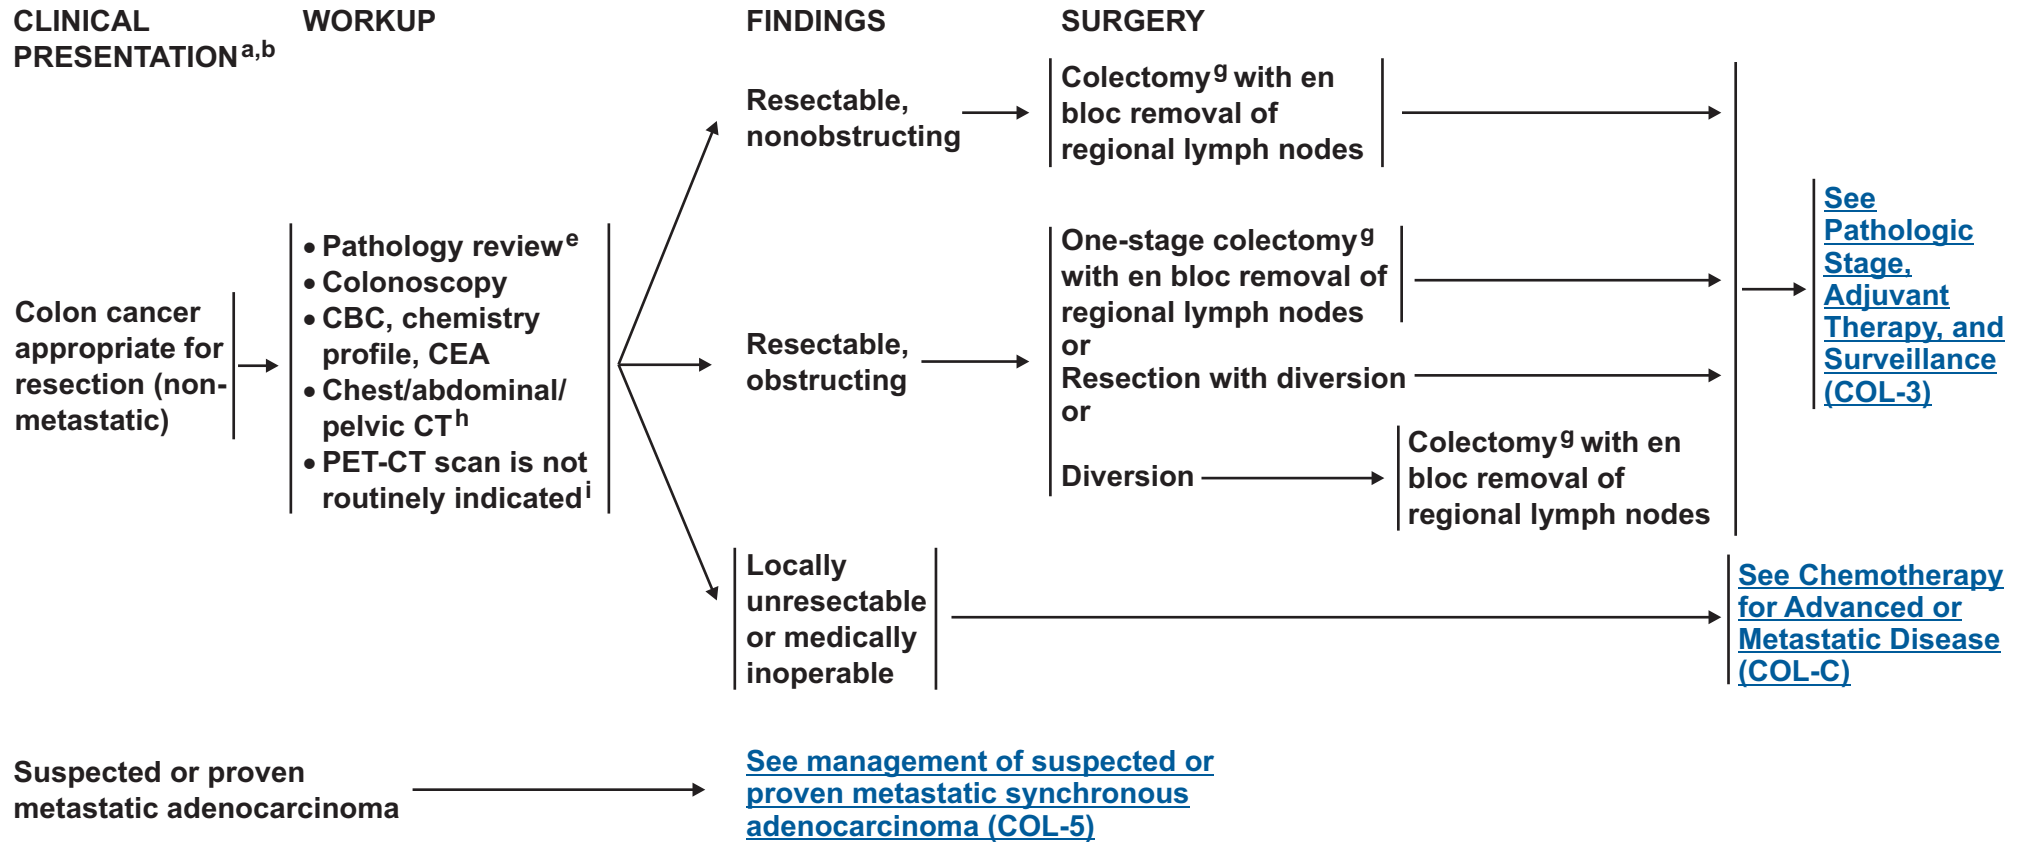 CLINICAL
PRESENTATIONa,b
WORKUP
FINDINGS
SURGERY
Colon cancer
appropriate for
resection (non-
metastatic)
• Pathology reviewe
• Colonoscopy
• CBC, chemistry
profile, CEA
• Chest/abdominal/
pelvic CTh
• PET-CT scan is not
routinely indicatedi
Resectable,
nonobstructing
Colectomyg with en
bloc removal of
regional lymph nodes
Resectable,
obstructing
One-stage colectomyg
with en bloc removal of
regional lymph nodes
or
Resection with diversion
or
Diversion
Colectomyg with en
bloc removal of
regional lymph nodes
See
Pathologic
Stage,
Adjuvant
Therapy, and
Surveillance
(COL-3)
Locally
unresectable
or medically
inoperable
See Chemotherapy
for Advanced or
Metastatic Disease
(COL-C)
Suspected or proven
metastatic adenocarcinoma
See management of suspected or
proven metastatic synchronous
adenocarcinoma (COL-5)